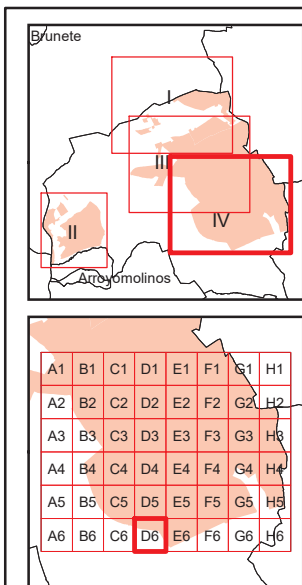 Brunete
I
III
IV
II
Arroyomolinos
A1 B1 C1 D1 E1 F1 G1 H1
A2 B2 C2 D2 E2 F2 G2 H2
A3 B3 C3 D3 E3 F3 G3 H3
A4 B4 C4 D4 E4 F4 G4 H4
A5 B5 C5 D5 E5 F5 G5 H5
A6 B6 C6 D6 E6 F6 G6 H6